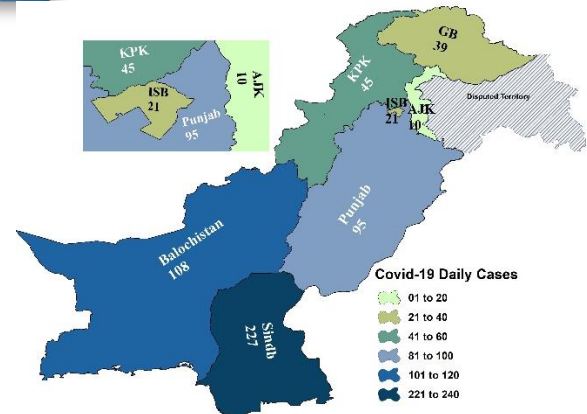 KPK
45
ISB
21
Punjab
95
AJK
10
GB
39
KPK
45
ISB
21
AJK
10
Disputed Territory
Punjab
95
Balochistan
108
Sindh
227
Covid-19 Daily Cases
01 to 20
21 to 40
41 to 60
81 to 100
101 to 120
221 to 240